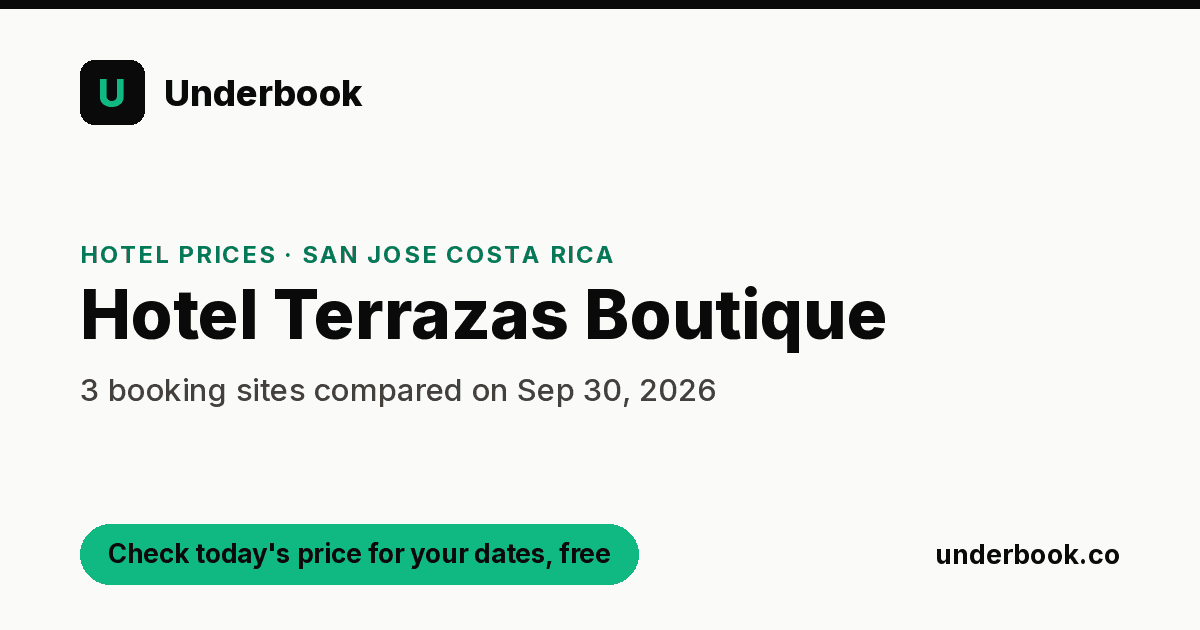 U
Underbook
HOTEL PRICES · SAN JOSE COSTA RICA
Hotel Terrazas Boutique
3 booking sites compared on Sep 30, 2026
Check today's price for your dates, free
underbook.co